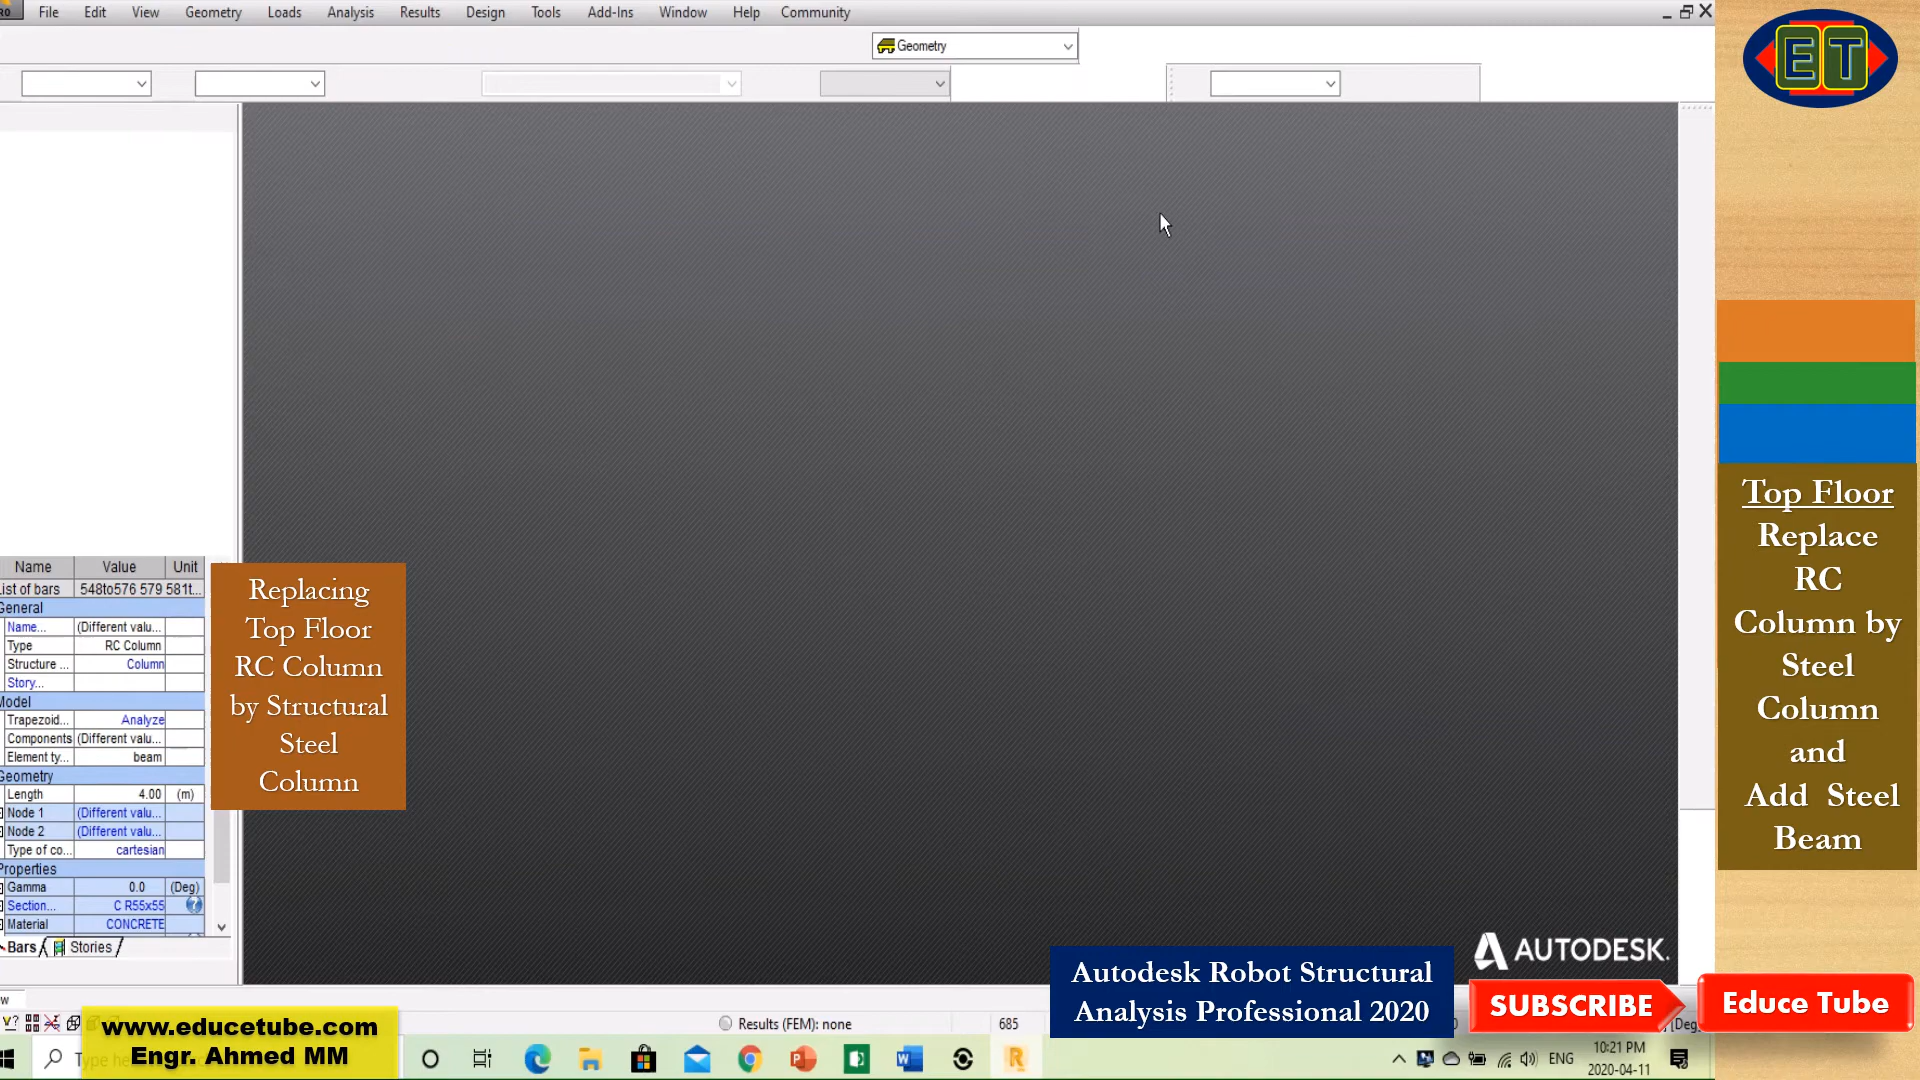 File Edit View Geometry Loads Analysis Results Design Tools Add-Ins Window Help Community
Geometry
ET
Name Value Unit
List of bars 548to576 579 581t...
General
Name... (Different valu...
Type RC Column
Structure ... Column
Story...
Model
Trapezoid... Analyze
Components (Different valu...
Element ty... beam
Geometry
Length 4.00 (m)
Node 1 (Different valu...
Node 2 (Different valu...
Type of co... cartesian
Properties
Gamma 0.0 (Deg)
Section... C R55x55
Material CONCRETE
Bars Stories
Replacing
Top Floor
RC Column
by Structural
Steel
Column
Top Floor
Replace
RC
Column by
Steel
Column
and
Add Steel
Beam
AUTODESK.
Autodesk Robot Structural
Analysis Professional 2020
SUBSCRIBE
Educe Tube
www.educetube.com
Engr. Ahmed MM
Results (FEM): none
685
Type he
ENG
10:21 PM
2020-04-11